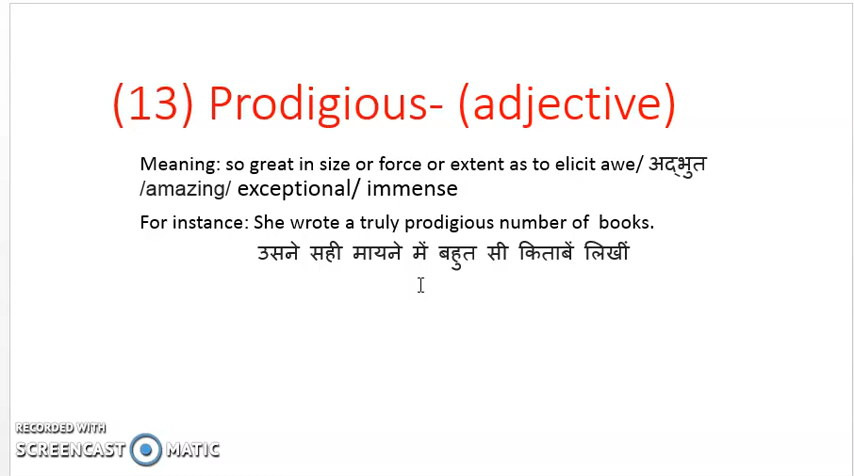 (13) Prodigious- (adjective)
Meaning: so great in size or force or extent as to elicit awe/ अद्‌भुत
/amazing/ exceptional/ immense
For instance: She wrote a truly prodigious number of books.
उसने सही मायने में बहुत सी किताबें लिखीं
RECORDED WITH
SCREENCAST MATIC